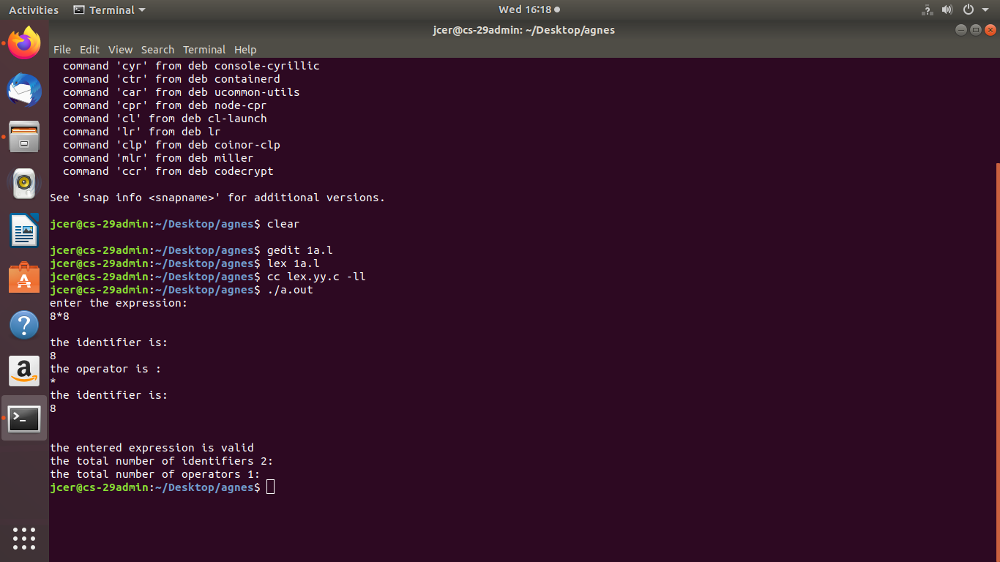 Activities Terminal Wed 16:18
jcer@cs-29admin: ~/Desktop/agnes
File Edit View Search Terminal Help
command 'cyr' from deb console-cyrillic
command 'ctr' from deb containerd
command 'car' from deb ucommon-utils
command 'cpr' from deb node-cpr
command 'cl' from deb cl-launch
command 'lr' from deb lr
command 'clp' from deb coinor-clp
command 'mlr' from deb miller
command 'ccr' from deb codecrypt
See 'snap info <snapname>' for additional versions.
jcer@cs-29admin:~/Desktop/agnes$ clear
jcer@cs-29admin:~/Desktop/agnes$ gedit 1a.l
jcer@cs-29admin:~/Desktop/agnes$ lex 1a.l
jcer@cs-29admin:~/Desktop/agnes$ cc lex.yy.c -ll
jcer@cs-29admin:~/Desktop/agnes$ ./a.out
enter the expression:
8*8
the identifier is:
8
the operator is :
*
the identifier is:
8
the entered expression is valid
the total number of identifiers 2:
the total number of operators 1:
jcer@cs-29admin:~/Desktop/agnes$